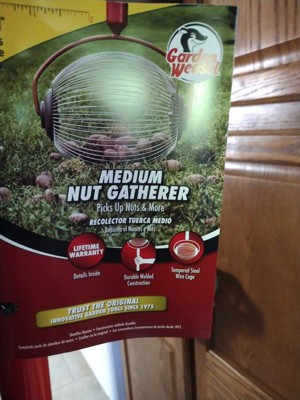 Garden
Weasel
MEDIUM
NUT GATHERER
Picks Up Nuts & More
RECOLECTOR TUERCA MEDIO
LIFETIME
WARRANTY
Details Inside
Durable Welded
Construction
Tempered Steel
Wire Cage
TRUST THE ORIGINAL
INNOVATIVE GARDEN TOOLS SINCE 1975